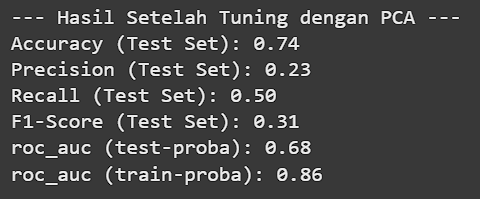 --- Hasil Setelah Tuning dengan PCA ---
Accuracy (Test Set): 0.74
Precision (Test Set): 0.23
Recall (Test Set): 0.50
F1-Score (Test Set): 0.31
roc_auc (test-proba): 0.68
roc_auc (train-proba): 0.86